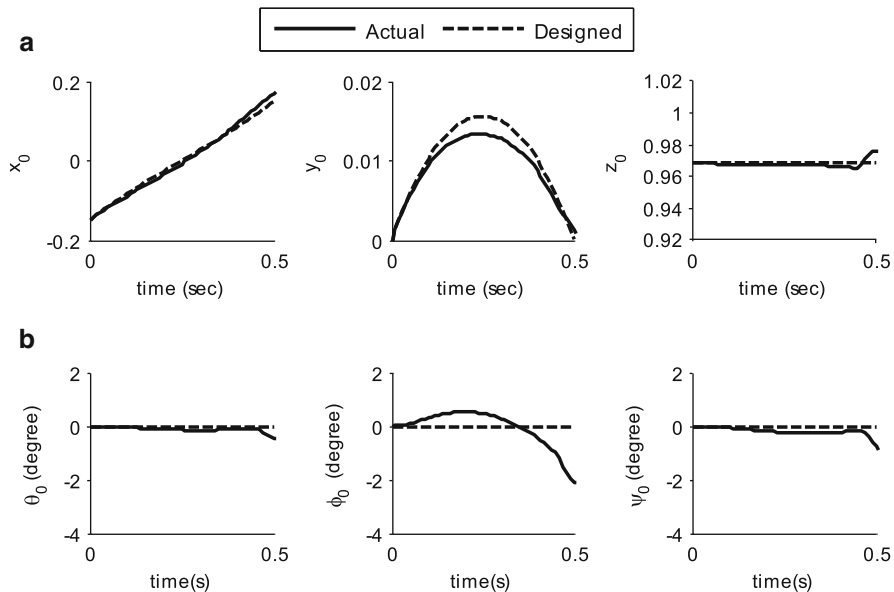 Actual Designed
a
0.2 0.02 1.02
1
0.98
x0 0 y0 0.01 z0 0.96
0.94
-0.2 0 0.92
0 0.5 0 0.5 0 0.5
time (sec) time (sec) time (sec)
b
2 2 2
0 0 0
θ0 (degree) ϕ0 (degree) ψ0 (degree)
-2 -2 -2
-4 -4 -4
0 0.5 0 0.5 0 0.5
time(s) time(s) time(s)